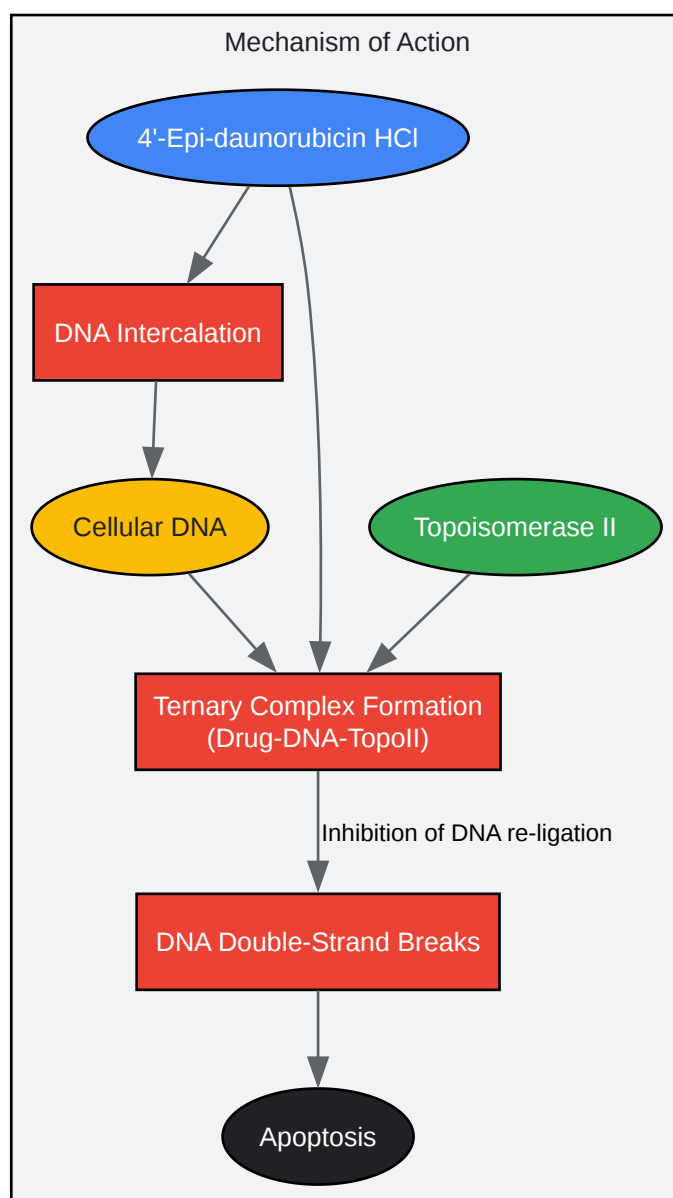 Mechanism of Action
4'-Epi-daunorubicin HCl
DNA Intercalation
Cellular DNA
Topoisomerase II
Ternary Complex Formation
(Drug-DNA-TopoII)
Inhibition of DNA re-ligation
DNA Double-Strand Breaks
Apoptosis